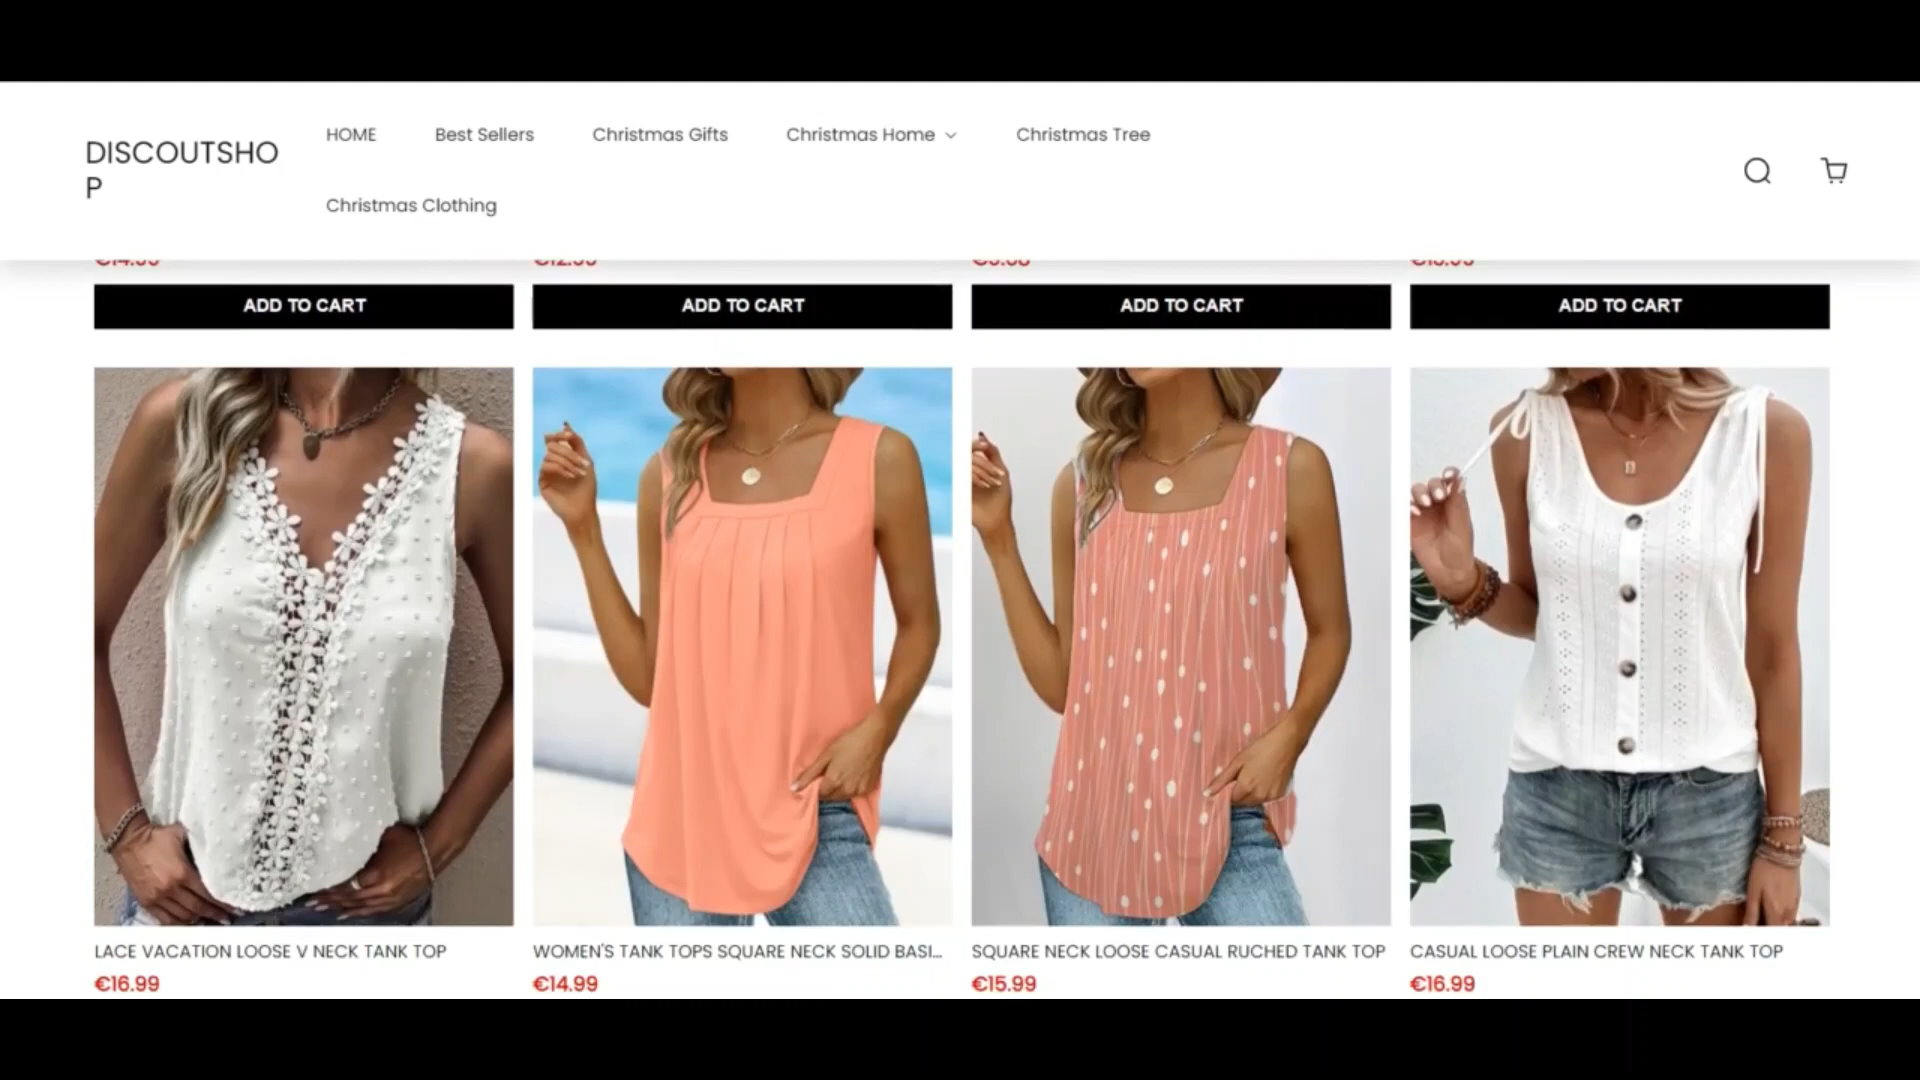 DISCOUTSHO
P
HOME Best Sellers Christmas Gifts Christmas Home Christmas Tree
Christmas Clothing
ADD TO CART ADD TO CART ADD TO CART ADD TO CART
LACE VACATION LOOSE V NECK TANK TOP WOMEN'S TANK TOPS SQUARE NECK SOLID BASI... SQUARE NECK LOOSE CASUAL RUCHED TANK TOP CASUAL LOOSE PLAIN CREW NECK TANK TOP
€16.99 €14.99 €15.99 €16.99